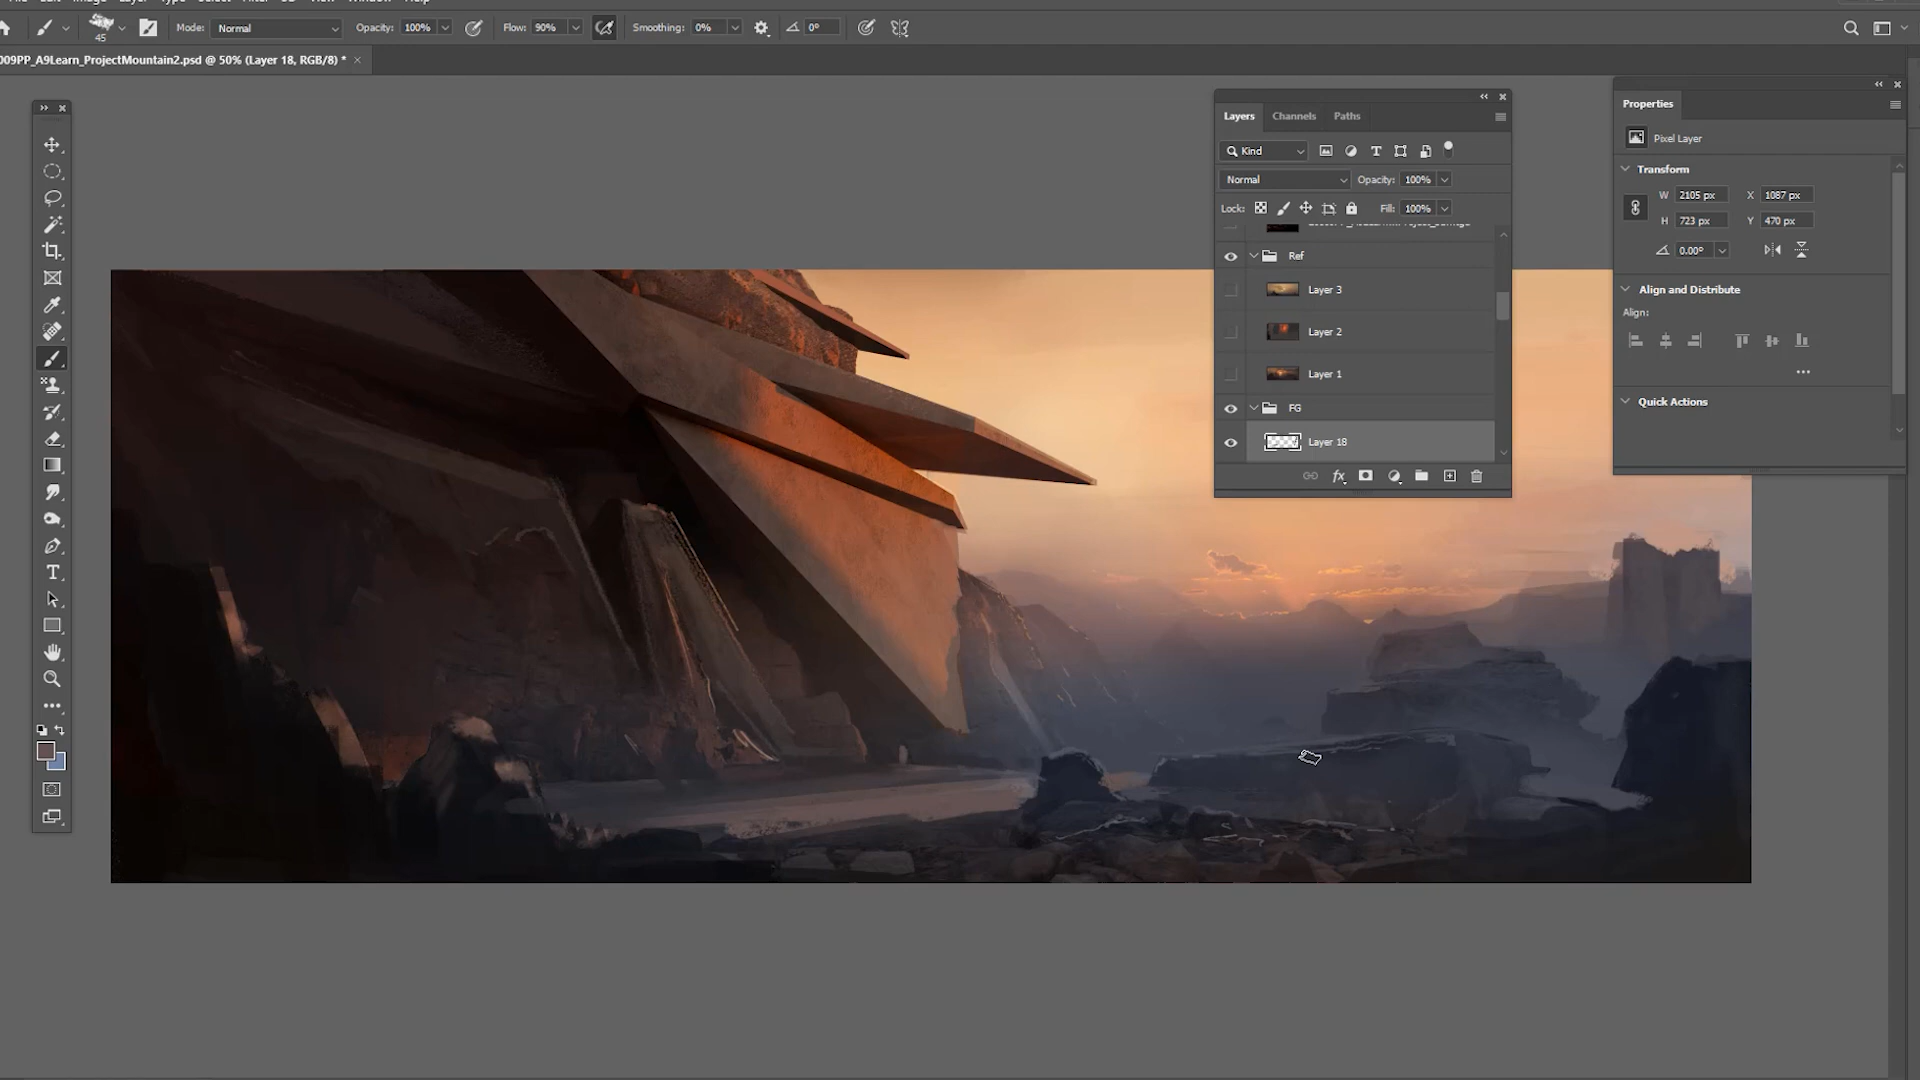 45
Mode: Normal
Opacity: 100%
Flow: 90%
Smoothing: 0%
0°
009PP_A9Learn_ProjectMountain2.psd @ 50% (Layer 18, RGB/8) *
Layers Channels Paths
Kind
Normal Opacity: 100%
Lock: Fill: 100%
Ref
Layer 3
Layer 2
Layer 1
FG
Layer 18
fx
Properties
Pixel Layer
Transform
W 2105 px X 1087 px
H 723 px Y 470 px
0.00°
Align and Distribute
Align:
Quick Actions